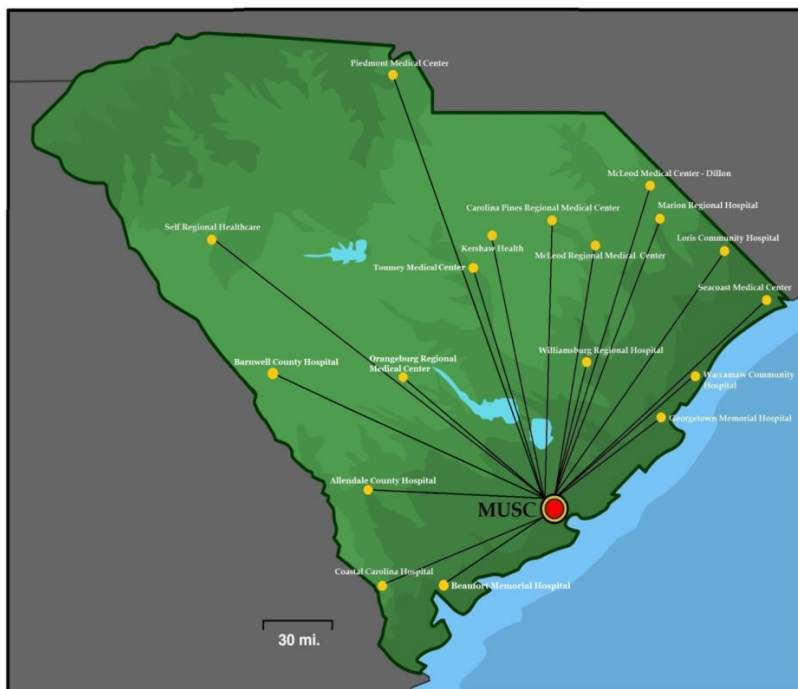 Piedmont Medical Center
McLeod Medical Center - Dillon
Carolina Pines Regional Medical Center
Marion Regional Hospital
Self Regional Healthcare
Kershaw Health
Loris Community Hospital
McLeod Regional Medical Center
Toumey Medical Center
Seacoast Medical Center
Williamsburg Regional Hospital
Barnwell County Hospital
Orangeburg Regional
Medical Center
Waccamaw Community
Hospital
Georgetown Memorial Hospital
Allendale County Hospital
MUSC
Coastal Carolina Hospital
Beaufort Memorial Hospital
30 mi.